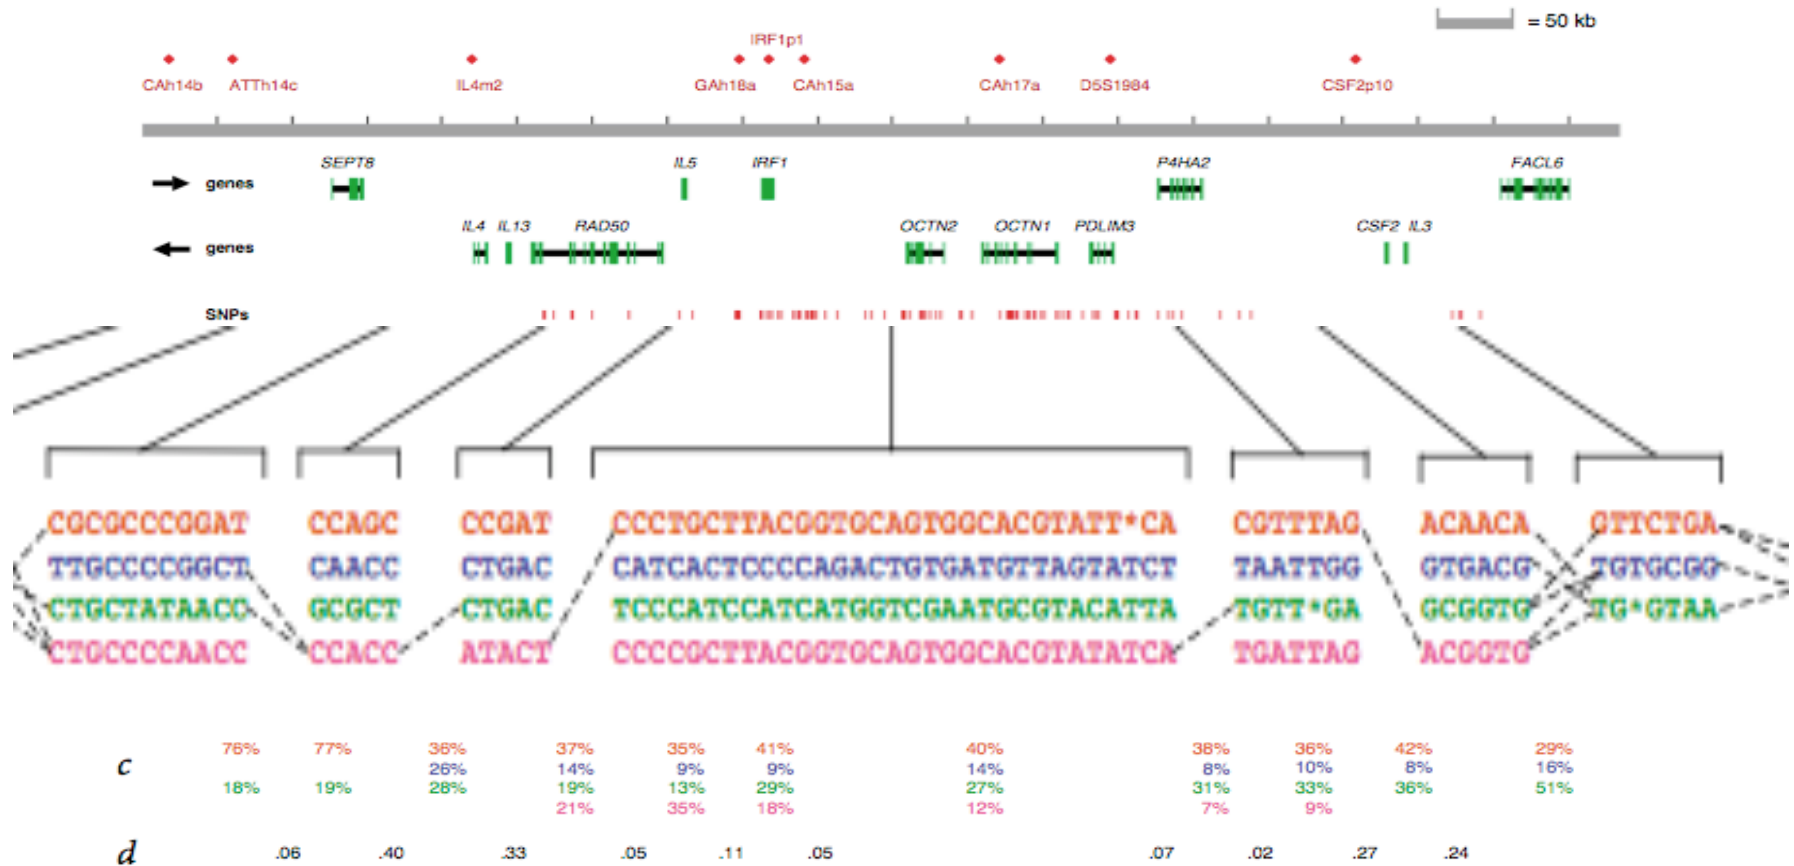 = 50 kb
IRF1p1
CAh14b ATTh14c IL4m2 GAh18a CAh15a CAh17a D5S1984 CSF2p10
SEPT8 IL5 IRF1 P4HA2 FACL6
genes
IL4 IL13 RAD50 OCTN2 OCTN1 PDLIM3 CSF2 IL3
genes
SNPs
CGCGCCCGGAT CCAGC CCGAT CCCTGCTTACGGTGCAGTGGCACGTATT*CA CGTTTAG ACAACA GTTCTGA
TTGCCCCGGCT CAACC CTGAC CATCACTCCCCAGACTGTGATGTTAGTATCT TAATTGG GTGACG TGTGCGG
CTGCTATAACC GCGCT CTGAC TCCCATCCATCATGGTCGAATGCGTACATTA TGTT*GA GCGGTG TG*GTAA
CTGCCCCAACC CCACC ATACT CCCCGCTTACGGTGCAGTGGCACGTATATCA TGATTAG ACGGTG
76% 77% 36% 37% 35% 41% 40% 38% 36% 42% 29%
c 26% 14% 9% 9% 14% 8% 10% 8% 16%
18% 19% 28% 19% 13% 29% 27% 31% 33% 36% 51%
21% 35% 18% 12% 7% 9%
d .06 .40 .33 .05 .11 .05 .07 .02 .27 .24